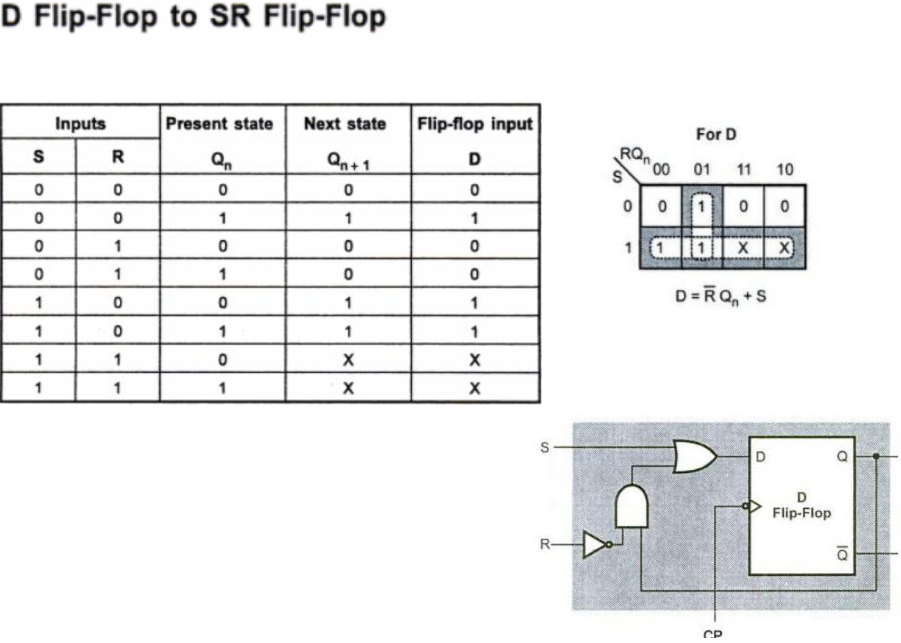 D Flip-Flop to SR Flip-Flop
Inputs Present state Next state Flip-flop input
S R Qn Qn+1 D
0 0 0 0 0
0 0 1 1 1
0 1 0 0 0
0 1 1 0 0
1 0 0 1 1
1 0 1 1 1
1 1 0 X X
1 1 1 X X
For D
RQn
S 00 01 11 10
0 0 1 0 0
1 1 1 X X
D = R̅ Qn + S
S D Q
D
Flip-Flop
R Q̅
CP